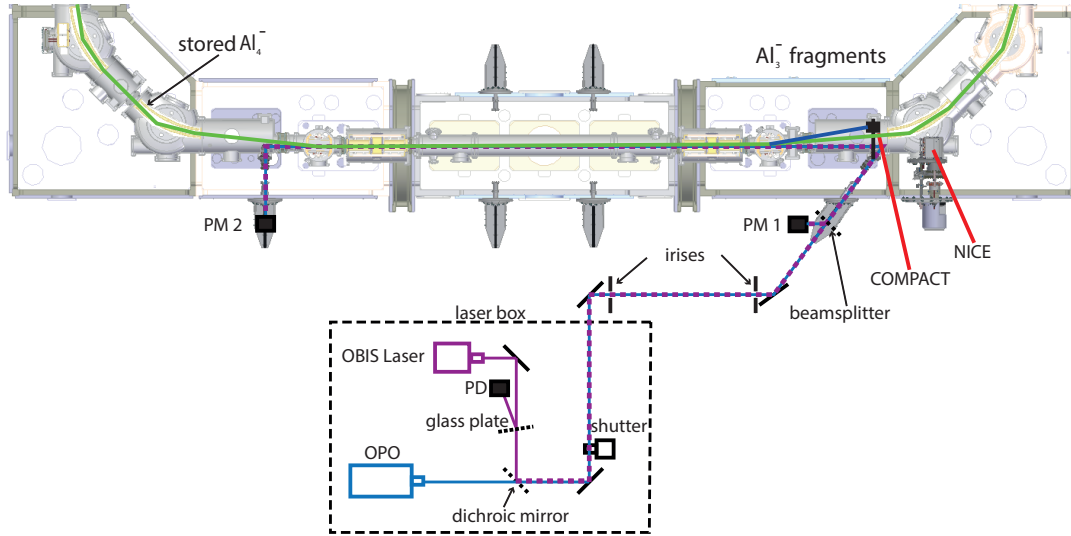 stored Al₄⁻
Al₃⁻ fragments
PM 2
PM 1
NICE
irises
COMPACT
beamsplitter
laser box
OBIS Laser
PD
glass plate
shutter
OPO
dichroic mirror